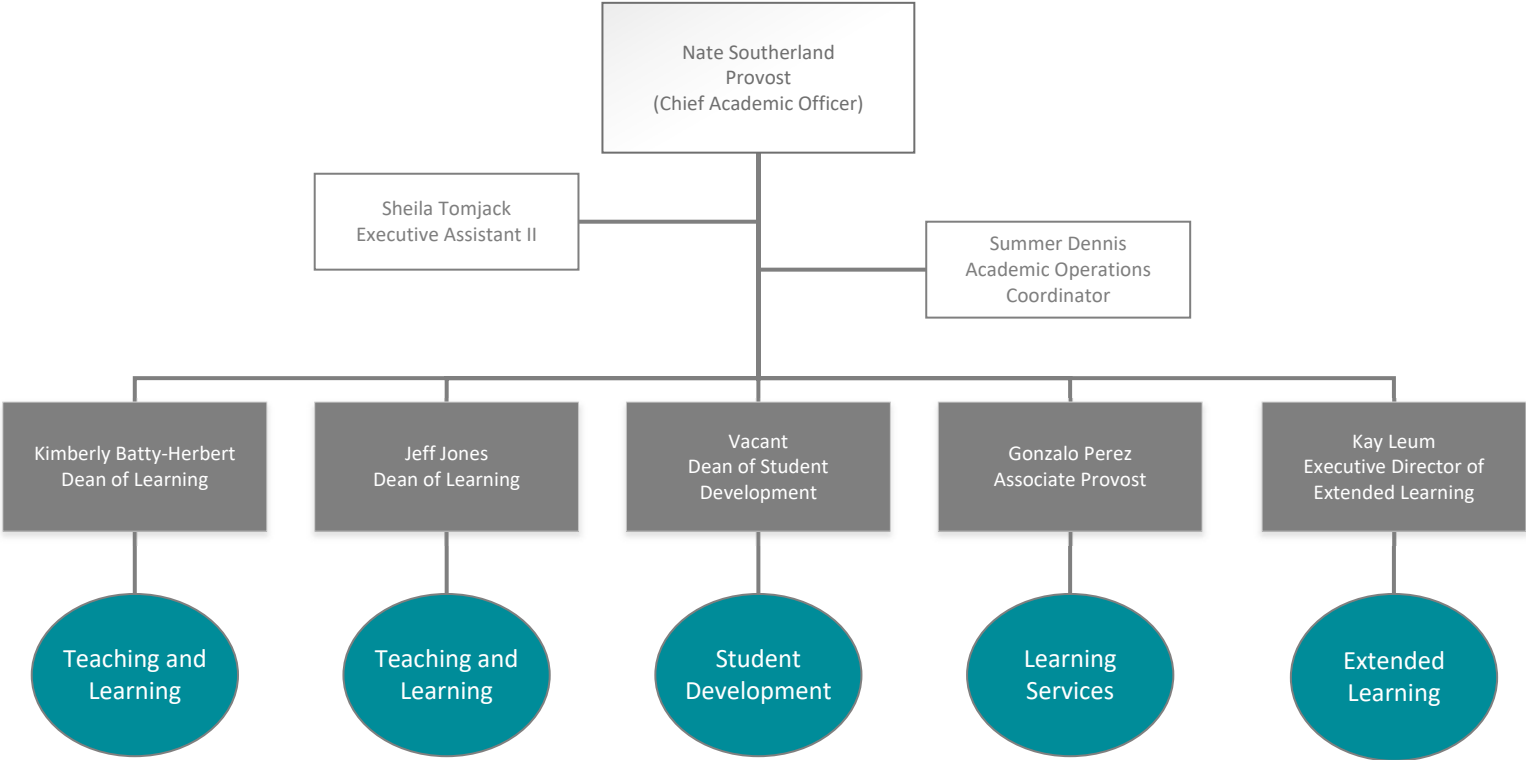 Nate Southerland
Provost
(Chief Academic Officer)
Sheila Tomjack
Executive Assistant II
Summer Dennis
Academic Operations
Coordinator
Kimberly Batty-Herbert
Dean of Learning
Jeff Jones
Dean of Learning
Vacant
Dean of Student
Development
Gonzalo Perez
Associate Provost
Kay Leum
Executive Director of
Extended Learning
Teaching and
Learning
Teaching and
Learning
Student
Development
Learning
Services
Extended
Learning